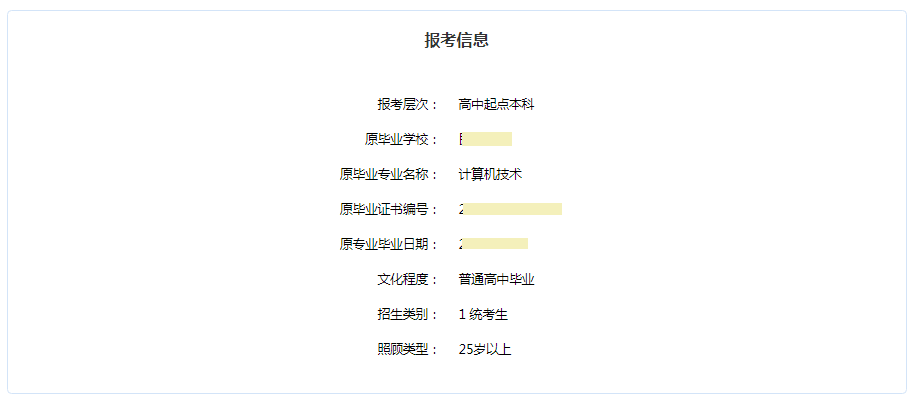 报考信息
报考层次： 高中起点本科
原毕业学校：
原毕业专业名称： 计算机技术
原毕业证书编号： 2
原专业毕业日期： 2
文化程度： 普通高中毕业
招生类别： 1 统考生
照顾类型： 25岁以上